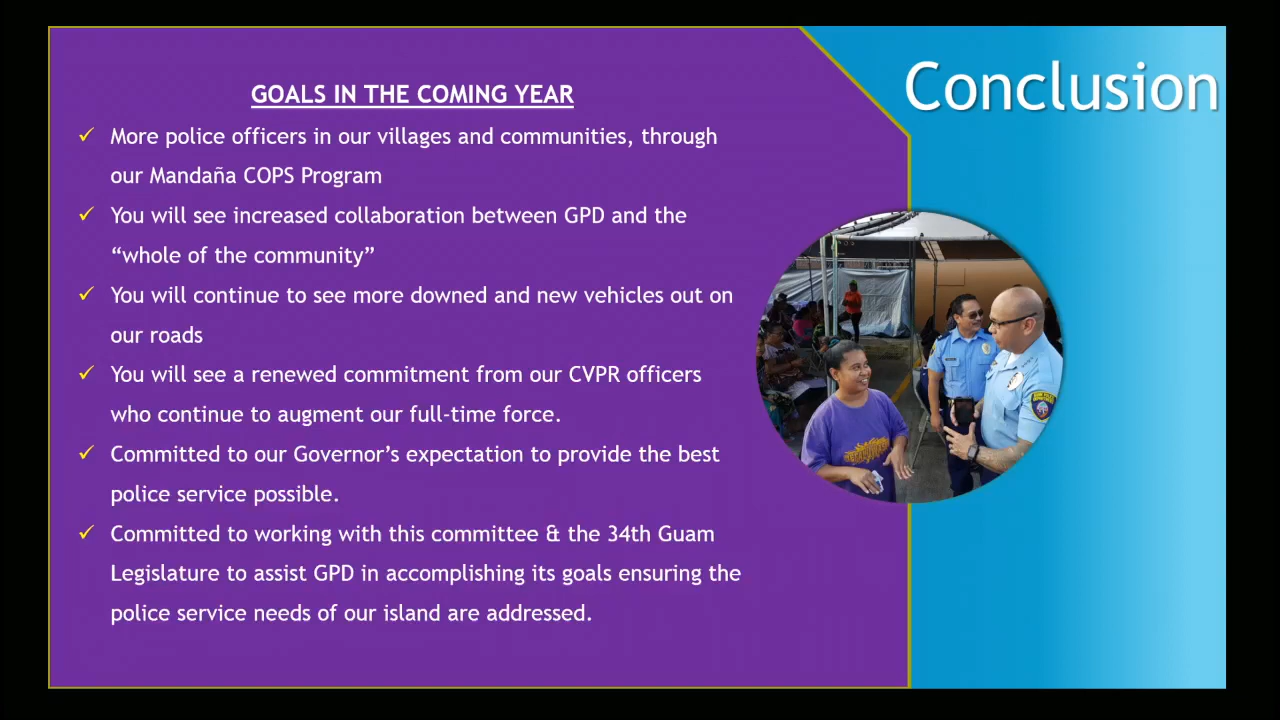 Conclusion
GOALS IN THE COMING YEAR
More police officers in our villages and communities, through
our Mandaña COPS Program
You will see increased collaboration between GPD and the
“whole of the community”
You will continue to see more downed and new vehicles out on
our roads
You will see a renewed commitment from our CVPR officers
who continue to augment our full-time force.
Committed to our Governor’s expectation to provide the best
police service possible.
Committed to working with this committee & the 34th Guam
Legislature to assist GPD in accomplishing its goals ensuring the
police service needs of our island are addressed.